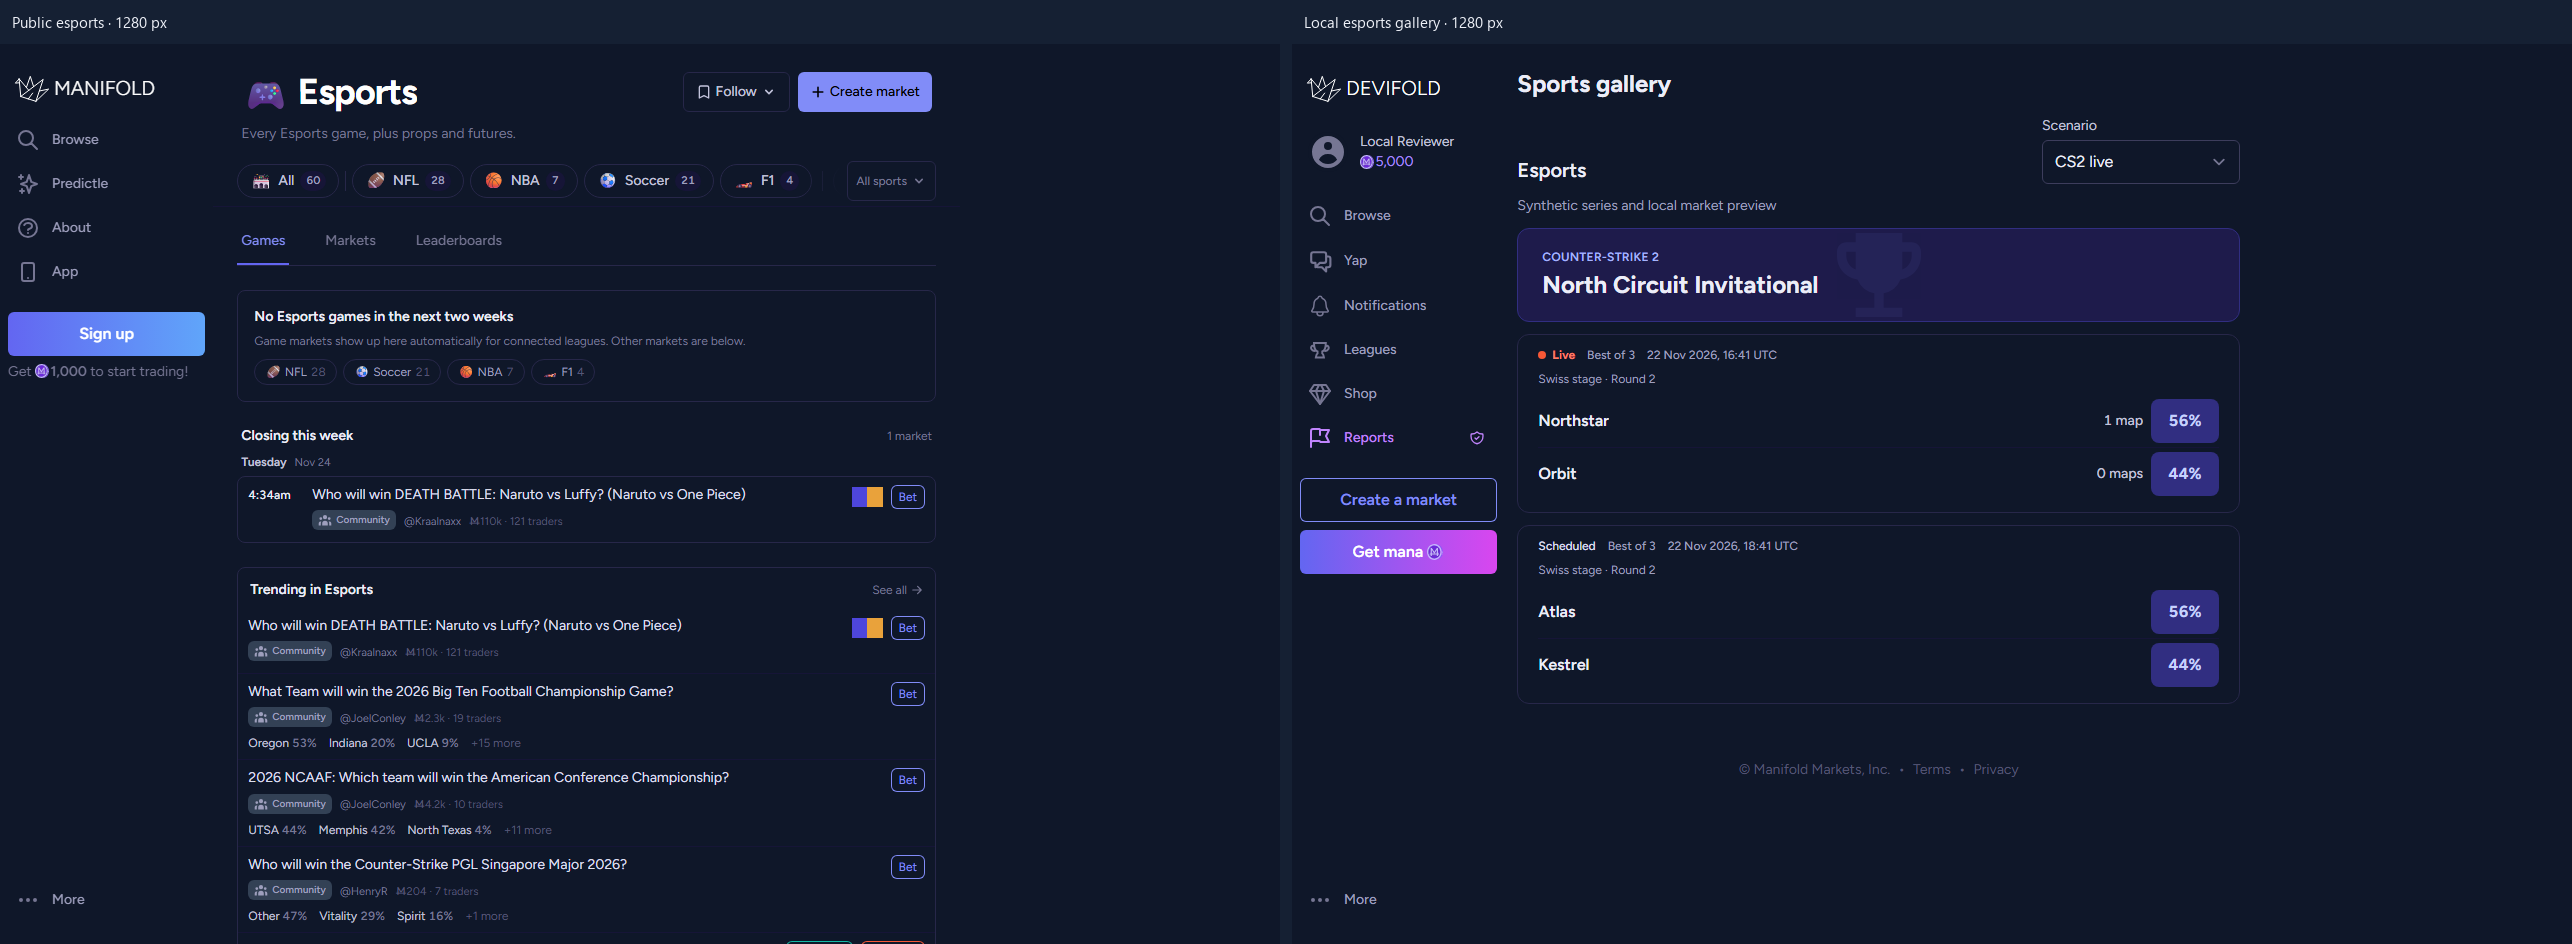 Public esports · 1280 px
MANIFOLD
Browse
Predictle
About
App
Sign up
Get M1,000 to start trading!
More
Esports
Follow
+ Create market
Every Esports game, plus props and futures.
All 60
NFL 28
NBA 7
Soccer 21
F1 4
All sports
Games
Markets
Leaderboards
No Esports games in the next two weeks
Game markets show up here automatically for connected leagues. Other markets are below.
NFL 28
Soccer 21
NBA 7
F1 4
Closing this week
1 market
Tuesday Nov 24
4:34am
Who will win DEATH BATTLE: Naruto vs Luffy? (Naruto vs One Piece)
Bet
Community @Kraalnaxx M110k · 121 traders
Trending in Esports
See all →
Who will win DEATH BATTLE: Naruto vs Luffy? (Naruto vs One Piece)
Bet
Community @Kraalnaxx M110k · 121 traders
What Team will win the 2026 Big Ten Football Championship Game?
Bet
Community @JoelConley M2.3k · 19 traders
Oregon 53% Indiana 20% UCLA 9% +15 more
2026 NCAAF: Which team will win the American Conference Championship?
Bet
Community @JoelConley M4.2k · 10 traders
UTSA 44% Memphis 42% North Texas 4% +11 more
Who will win the Counter-Strike PGL Singapore Major 2026?
Bet
Community @HenryR M204 · 7 traders
Other 47% Vitality 29% Spirit 16% +1 more
Local esports gallery · 1280 px
DEVIFOLD
Local Reviewer
M5,000
Browse
Yap
Notifications
Leagues
Shop
Reports
Create a market
Get mana M
More
Sports gallery
Scenario
CS2 live
Esports
Synthetic series and local market preview
COUNTER-STRIKE 2
North Circuit Invitational
Live Best of 3 22 Nov 2026, 16:41 UTC
Swiss stage · Round 2
Northstar 1 map 56%
Orbit 0 maps 44%
Scheduled Best of 3 22 Nov 2026, 18:41 UTC
Swiss stage · Round 2
Atlas 56%
Kestrel 44%
© Manifold Markets, Inc. • Terms • Privacy